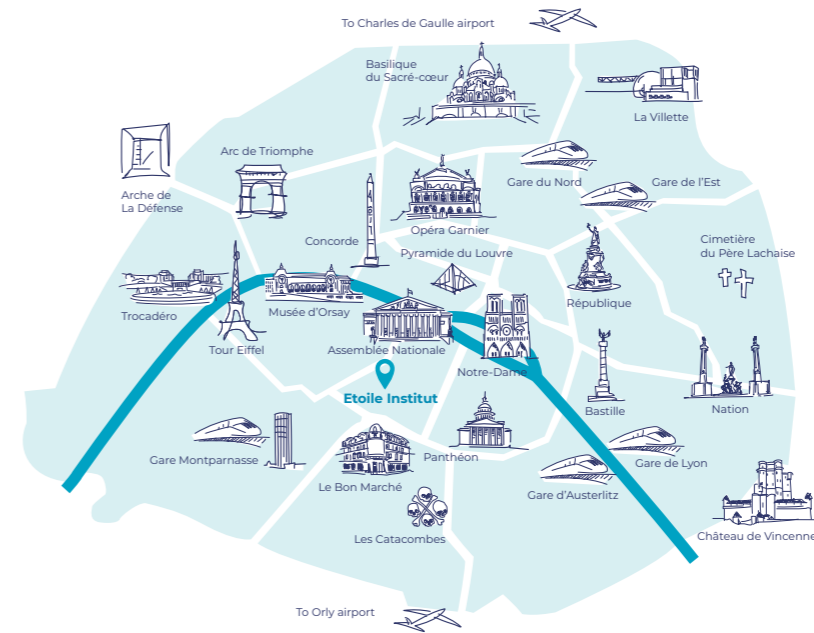 To Charles de Gaulle airport
Basilique
du Sacré-cœur
La Villette
Arc de Triomphe
Arche de
La Défense
Gare du Nord
Gare de l'Est
Opéra Garnier
Concorde
Pyramide du Louvre
Cimetière
du Père Lachaise
République
Trocadéro
Musée d'Orsay
Tour Eiffel
Assemblée Nationale
Notre-Dame
Etoile Institut
Bastille
Nation
Gare Montparnasse
Panthéon
Gare de Lyon
Le Bon Marché
Gare d'Austerlitz
Les Catacombes
Château de Vincenne
To Orly airport